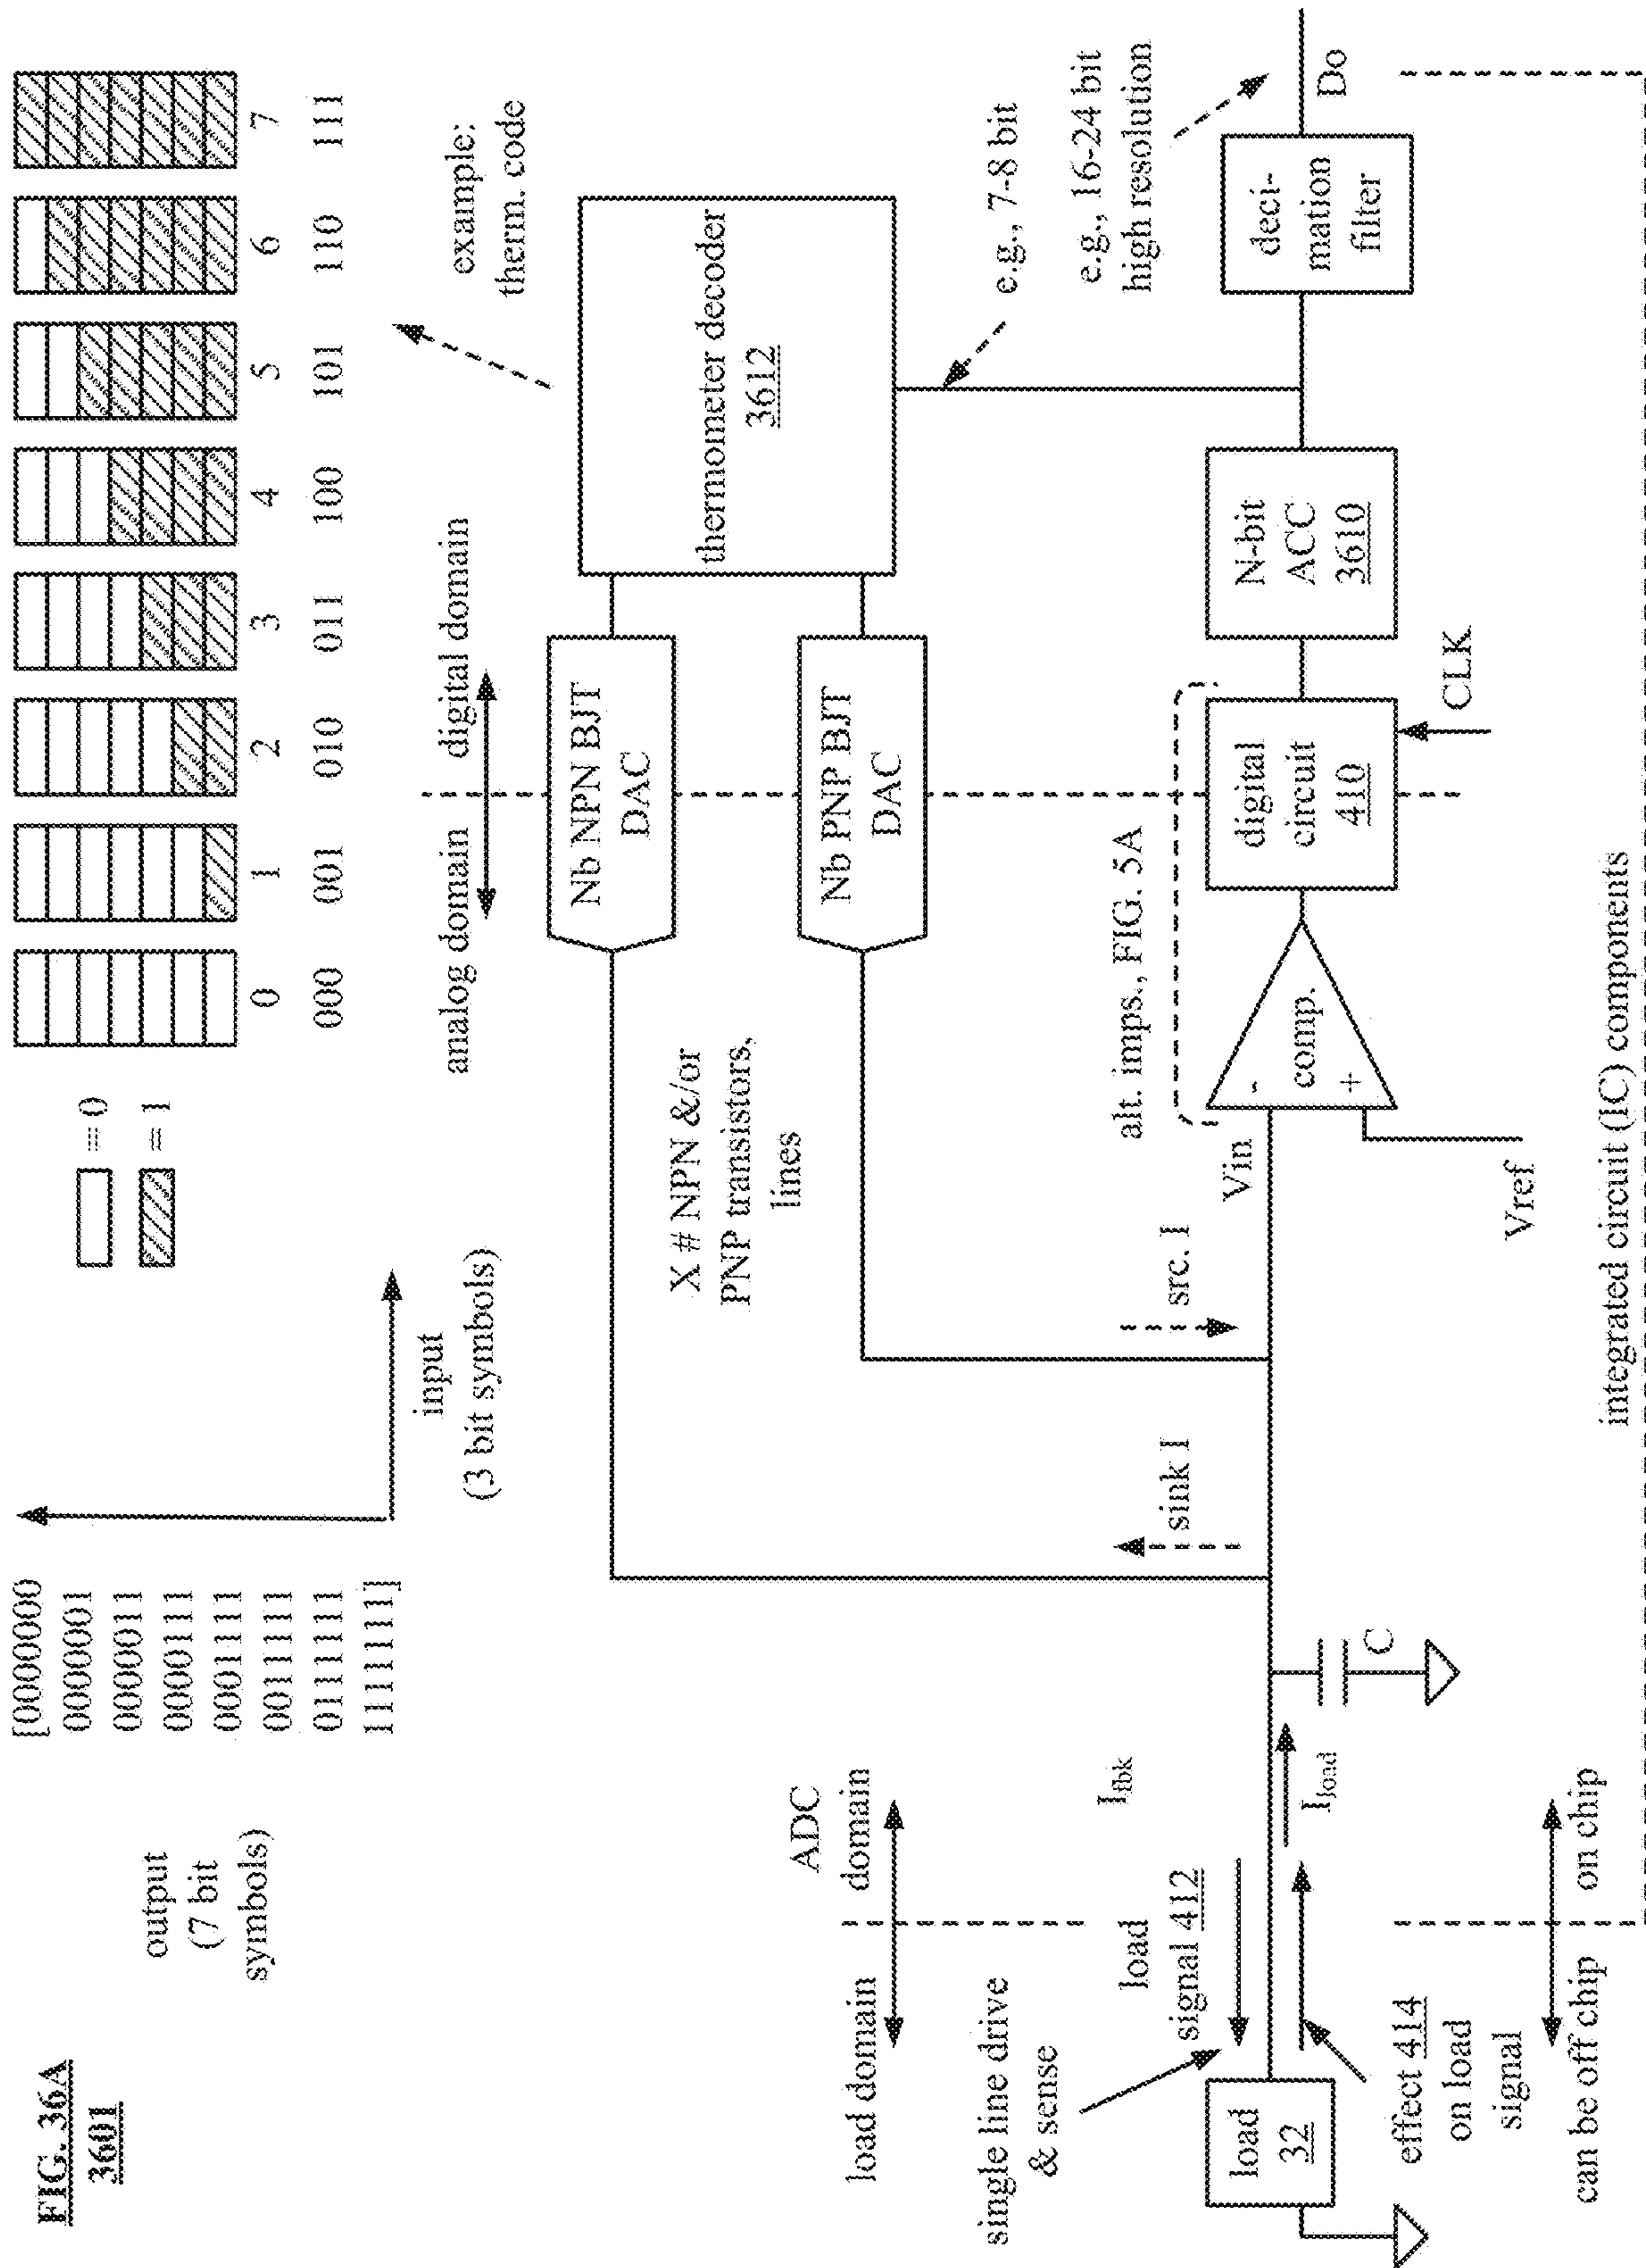 FIG. 36A
3601
output
(7 bit
symbols)
[0000000
0000001
0000011
0000111
0001111
0011111
0111111
1111111]
input
(3 bit symbols)
= 0
= 1
0 1 2 3 4 5 6 7
000 001 010 011 100 101 110 111
example:
therm. code
analog domain
digital domain
load domain
ADC
domain
single line drive
& sense
load
signal 412
Ifbk
Iload
load
32
effect 414
on load
signal
can be off chip
on chip
C
sink I
src. I
X # NPN &/or
PNP transistors,
lines
Nb NPN BJT
DAC
Nb PNP BJT
DAC
thermometer decoder
3612
alt. imps., FIG. 5A
Vin
-
comp.
+
Vref
digital
circuit
410
CLK
N-bit
ACC
3610
e.g., 7-8 bit
e.g., 16-24 bit
high resolution
deci-
mation
filter
Do
integrated circuit (IC) components